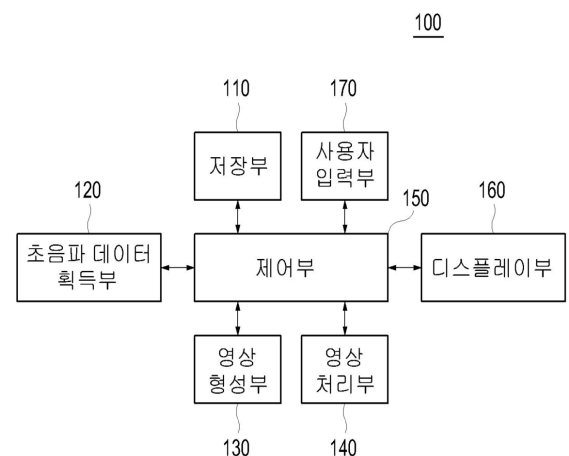 100
110
170
저장부
사용자
입력부
120
150
160
초음파 데이터
획득부
제어부
디스플레이부
영상
형성부
영상
처리부
130
140